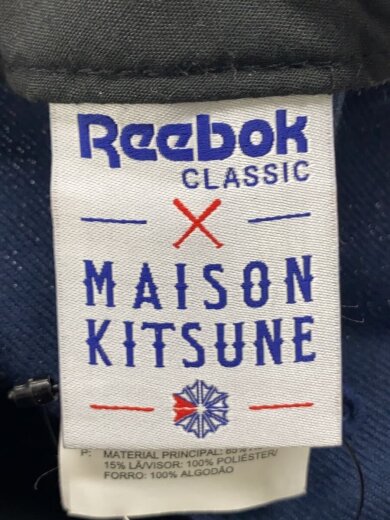 Reebok
CLASSIC
X
MAISON
KITSUNE
P: MATERIAL PRINCIPAL: 85%
15% LÃ/VISOR: 100% POLIÉSTER/
FORRO: 100% ALGODÃO